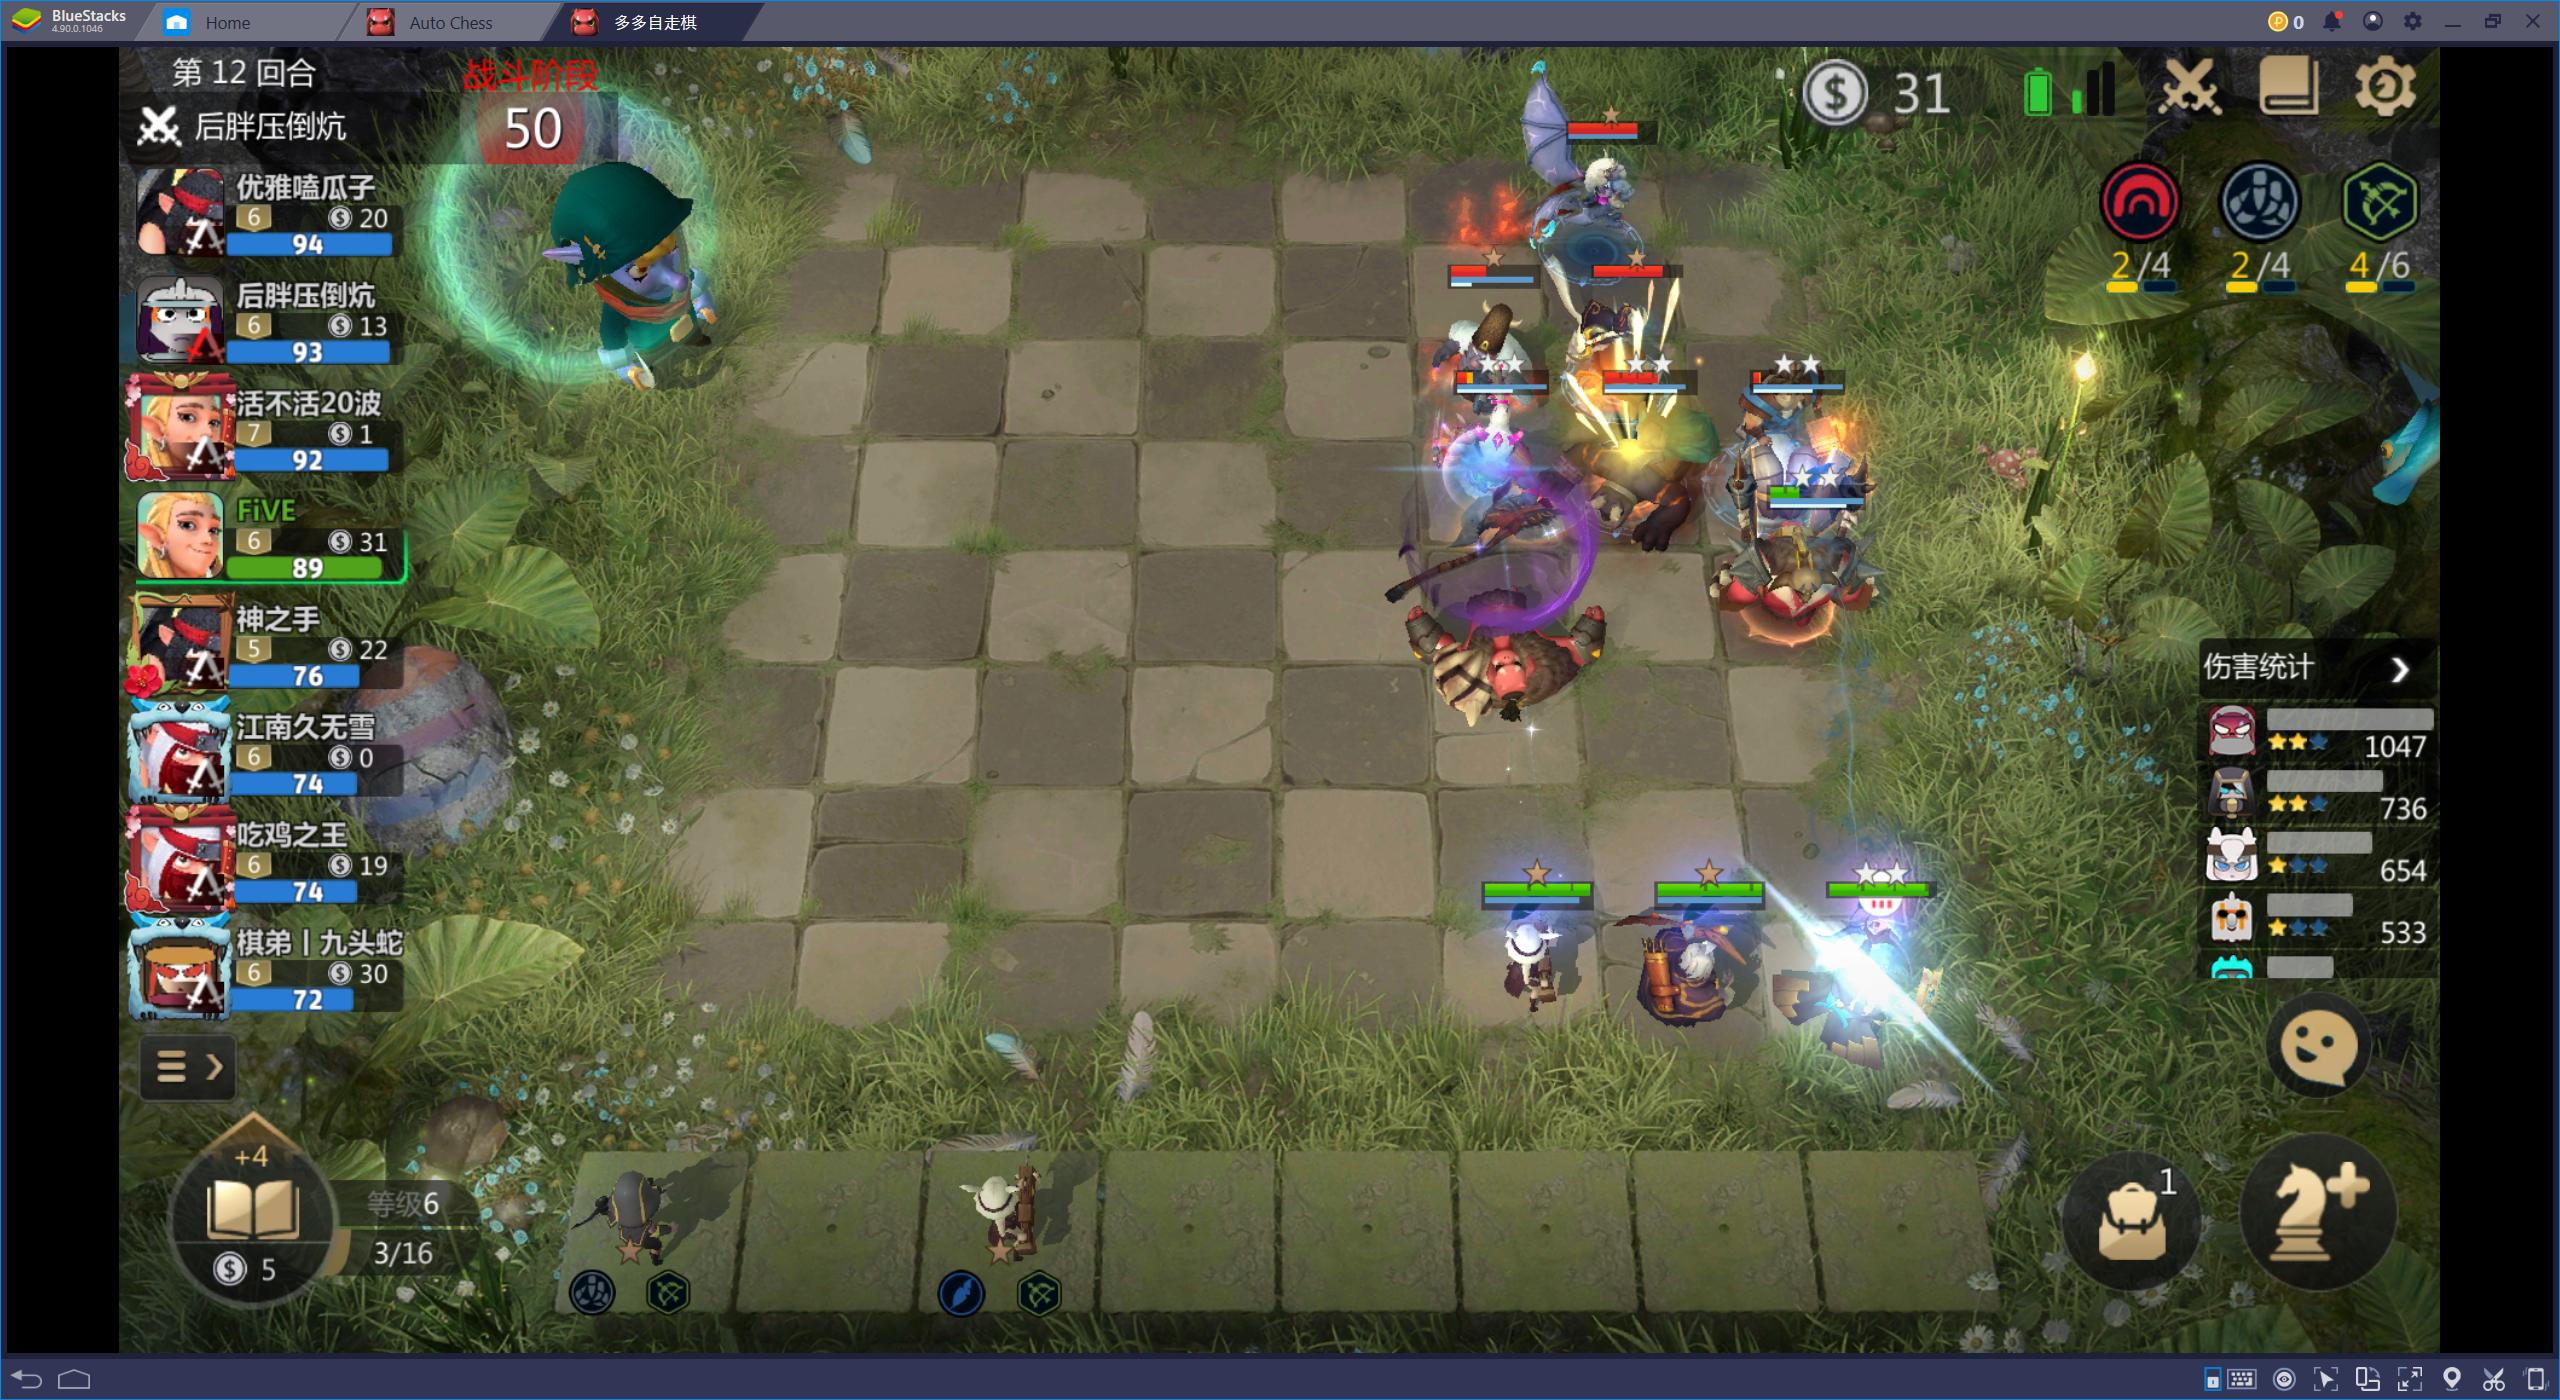 BlueStacks
4.90.0.1046
Home
Auto Chess
多多自走棋
0
第 12 回合
战斗阶段
后胖压倒炕
50
31
优雅嗑瓜子
6
20
94
后胖压倒炕
6
13
93
活不活20波
7
1
92
FiVE
6
31
89
神之手
5
22
76
江南久无雪
6
0
74
吃鸡之王
6
19
74
棋弟丨九头蛇
6
30
72
2/4
2/4
4/6
伤害统计
1047
736
654
533
+4
5
等级6
3/16
1